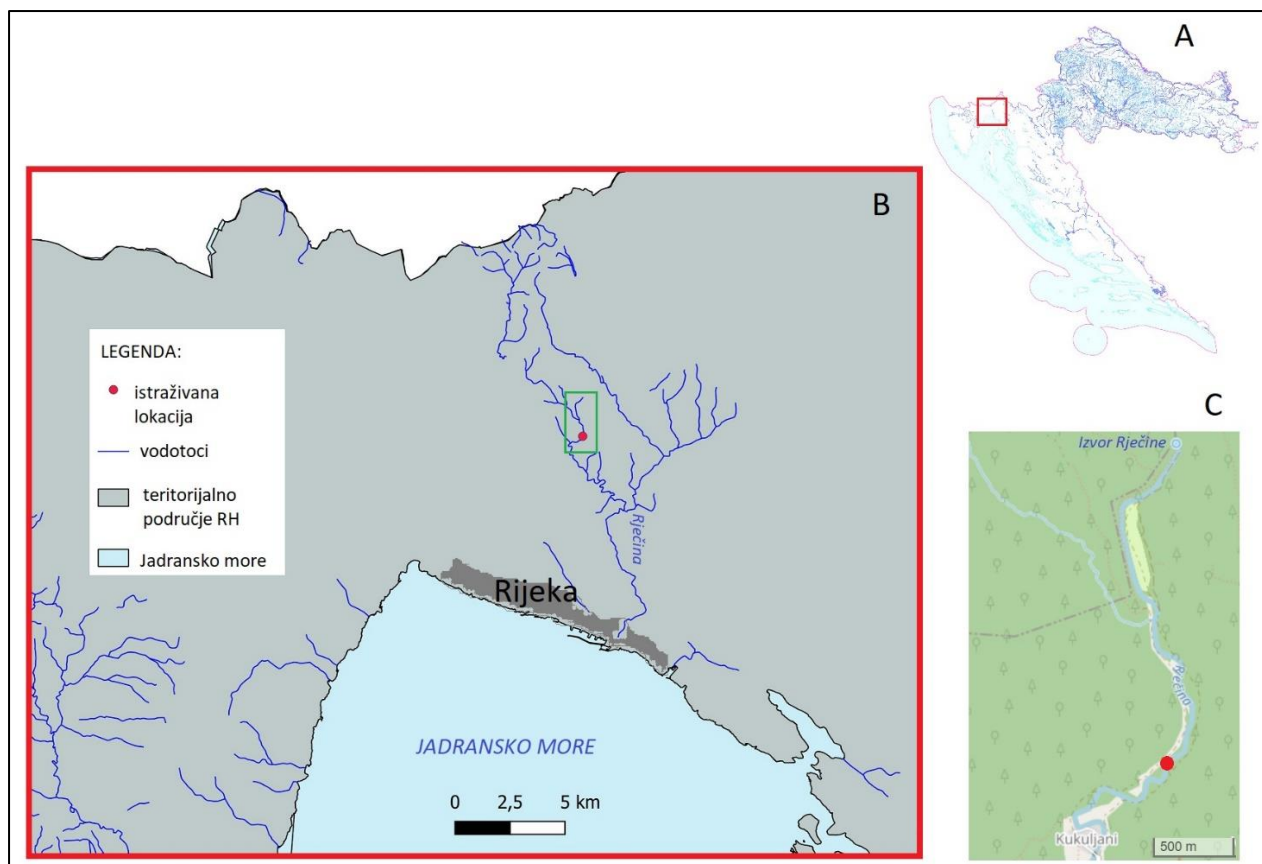 A
B
LEGENDA:
istraživana
lokacija
vodotoci
teritorijalno
područje RH
Jadransko more
Rječina
Rijeka
JADRANSKO MORE
0 2,5 5 km
C
Izvor Rječine
Rječina
Kukuljani
500 m